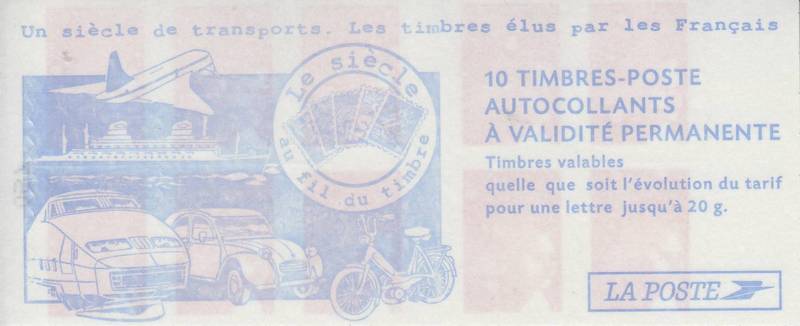 Un siècle de transports. Les timbres élus par les Français
Le siècle
au fil du timbre
10 TIMBRES-POSTE
AUTOCOLLANTS
À VALIDITÉ PERMANENTE
Timbres valables
quelle que soit l'évolution du tarif
pour une lettre jusqu'à 20 g.
LA POSTE